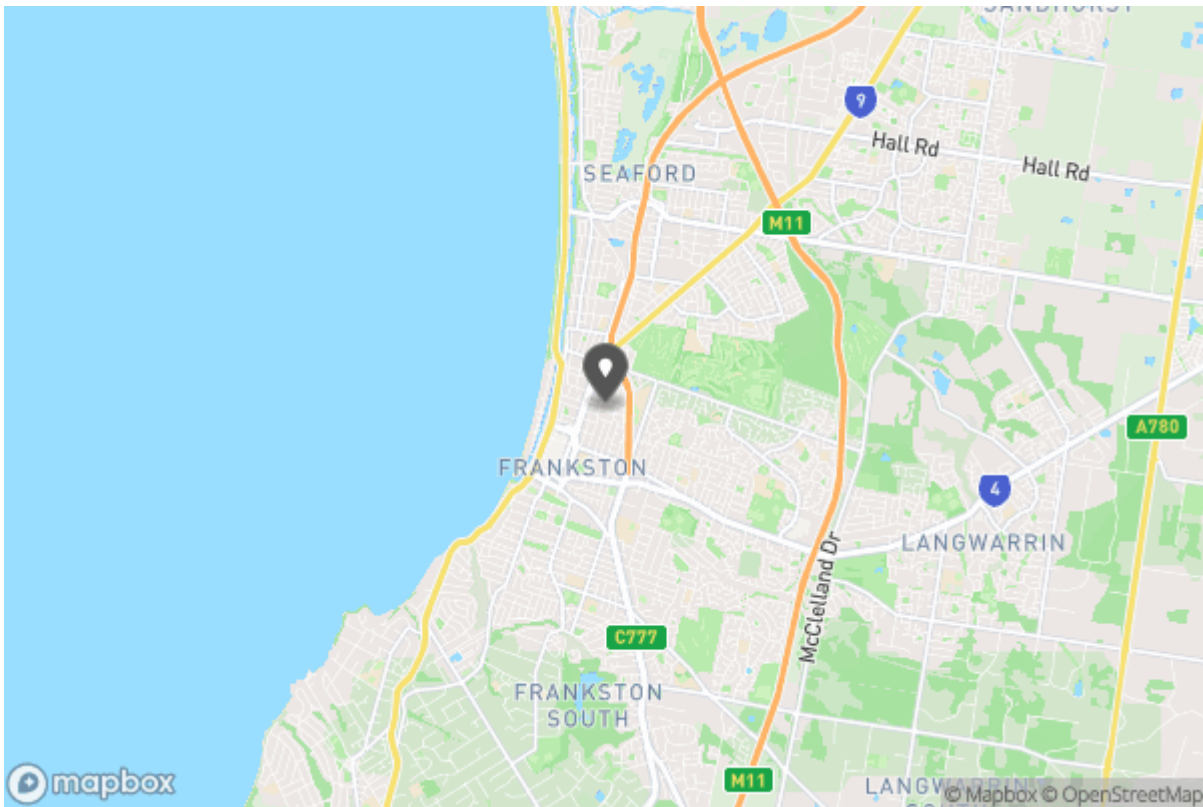 SANDHURST
9
Hall Rd
Hall Rd
SEAFORD
M11
A780
FRANKSTON
4
LANGWARRIN
McClelland Dr
C777
FRANKSTON
SOUTH
M11
LANGWARRIN
mapbox
© Mapbox © OpenStreetMap